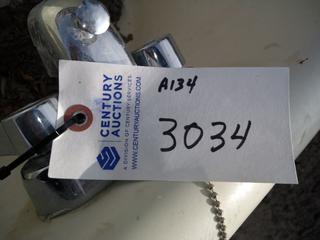 A134
3034
CENTURY
AUCTIONS
A DIVISION OF CENTURY SERVICES
WWW.CENTURYAUCTIONS.COM